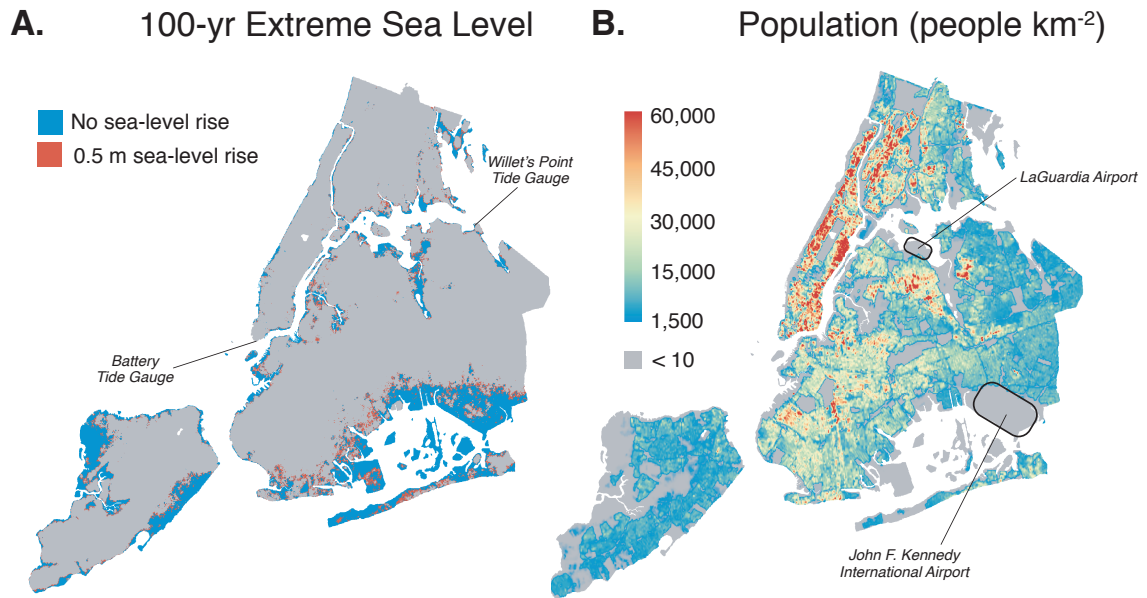 A. 100-yr Extreme Sea Level
No sea-level rise
0.5 m sea-level rise
Willet's Point
Tide Gauge
Battery
Tide Gauge
B. Population (people km⁻²)
60,000
45,000
30,000
15,000
1,500
< 10
LaGuardia Airport
John F. Kennedy
International Airport